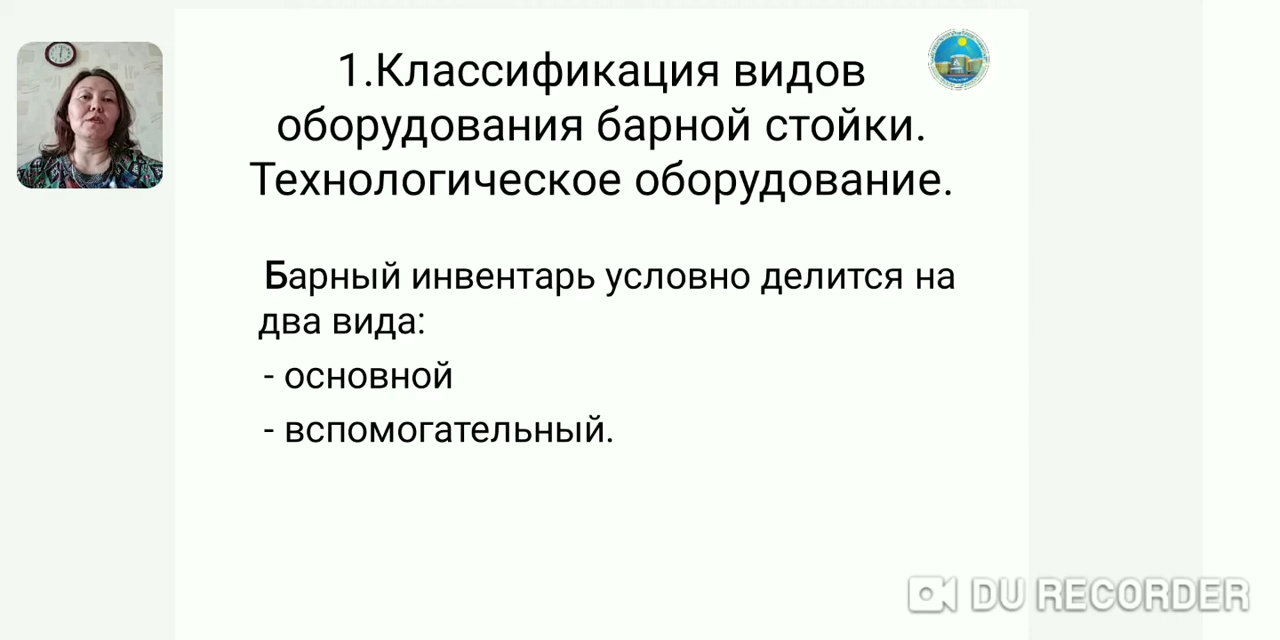 1.Классификация видов
оборудования барной стойки.
Технологическое оборудование.
Барный инвентарь условно делится на
два вида:
- основной
- вспомогательный.
DU RECORDER